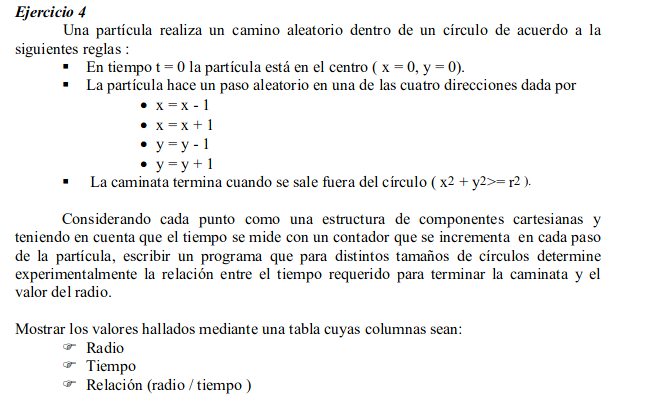 Ejercicio 4
Una partícula realiza un camino aleatorio dentro de un círculo de acuerdo a la
siguientes reglas :
▪ En tiempo t = 0 la partícula está en el centro ( x = 0, y = 0).
▪ La partícula hace un paso aleatorio en una de las cuatro direcciones dada por
• x = x - 1
• x = x + 1
• y = y - 1
• y = y + 1
▪ La caminata termina cuando se sale fuera del círculo ( x2 + y2>= r2 ).
Considerando cada punto como una estructura de componentes cartesianas y
teniendo en cuenta que el tiempo se mide con un contador que se incrementa en cada paso
de la partícula, escribir un programa que para distintos tamaños de círculos determine
experimentalmente la relación entre el tiempo requerido para terminar la caminata y el
valor del radio.
Mostrar los valores hallados mediante una tabla cuyas columnas sean:
☞ Radio
☞ Tiempo
☞ Relación (radio / tiempo )